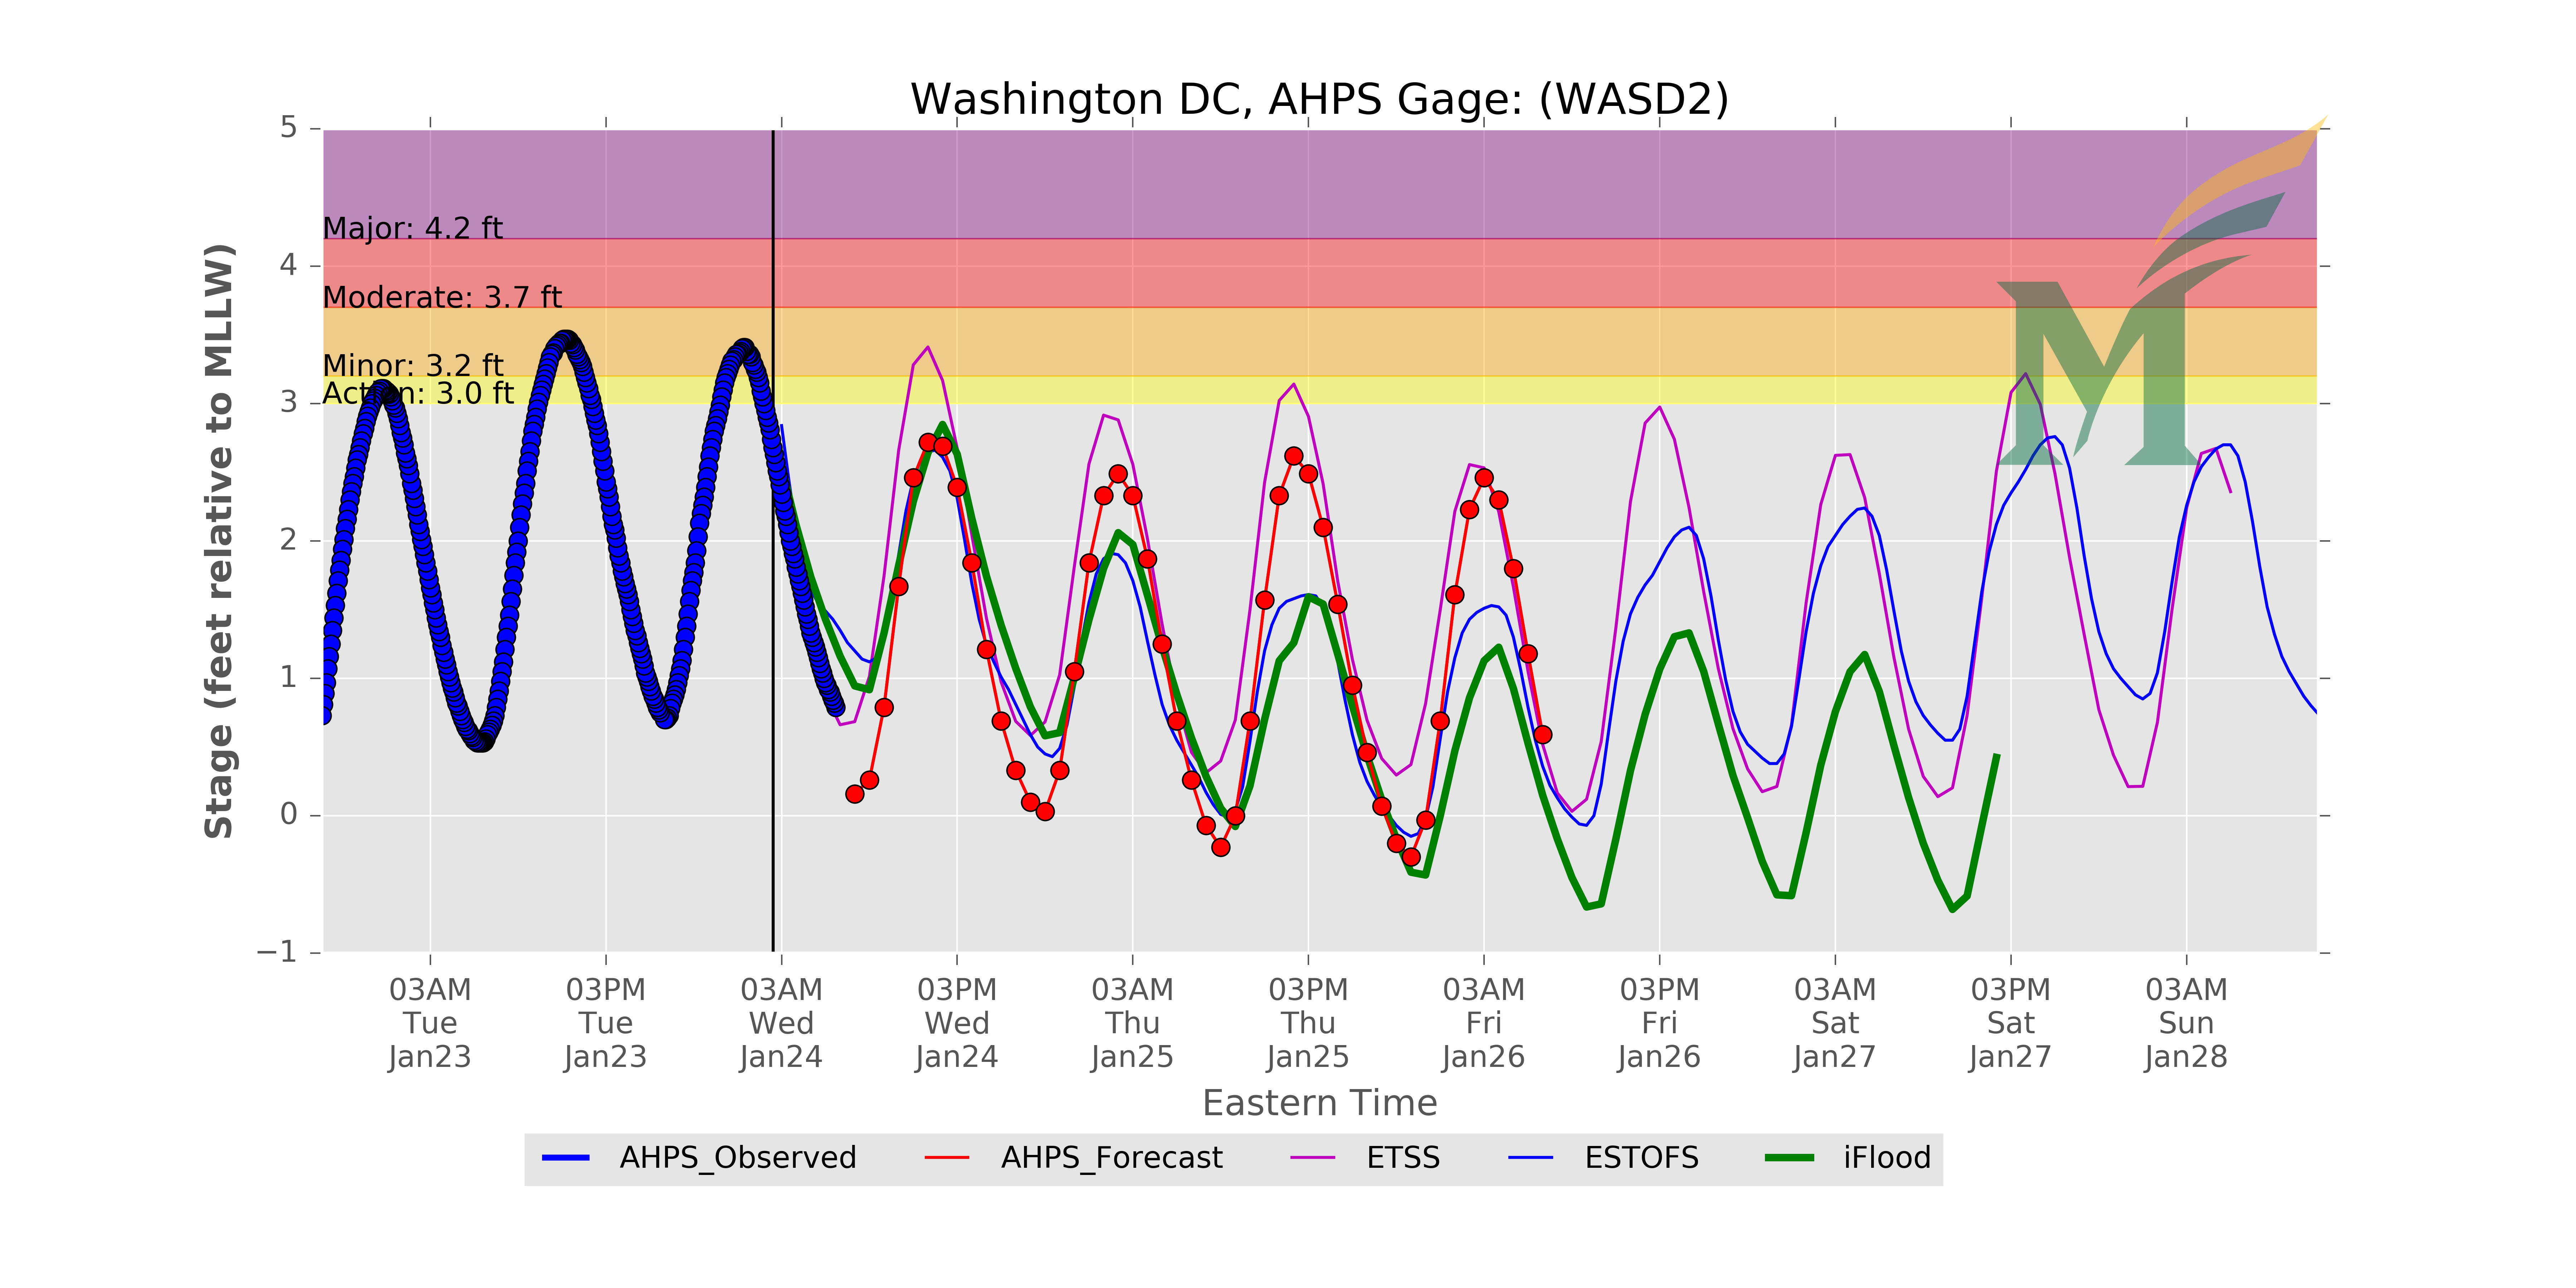 Washington DC, AHPS Gage: (WASD2)
Stage (feet relative to MLLW)
5
4
3
2
1
0
−1
Major: 4.2 ft
Moderate: 3.7 ft
Minor: 3.2 ft
Action: 3.0 ft
03AM 03PM 03AM 03PM 03AM 03PM 03AM 03PM 03AM 03PM 03AM
Tue Tue Wed Wed Thu Thu Fri Fri Sat Sat Sun
Jan23 Jan23 Jan24 Jan24 Jan25 Jan25 Jan26 Jan26 Jan27 Jan27 Jan28
Eastern Time
AHPS_Observed AHPS_Forecast ETSS ESTOFS iFlood
M